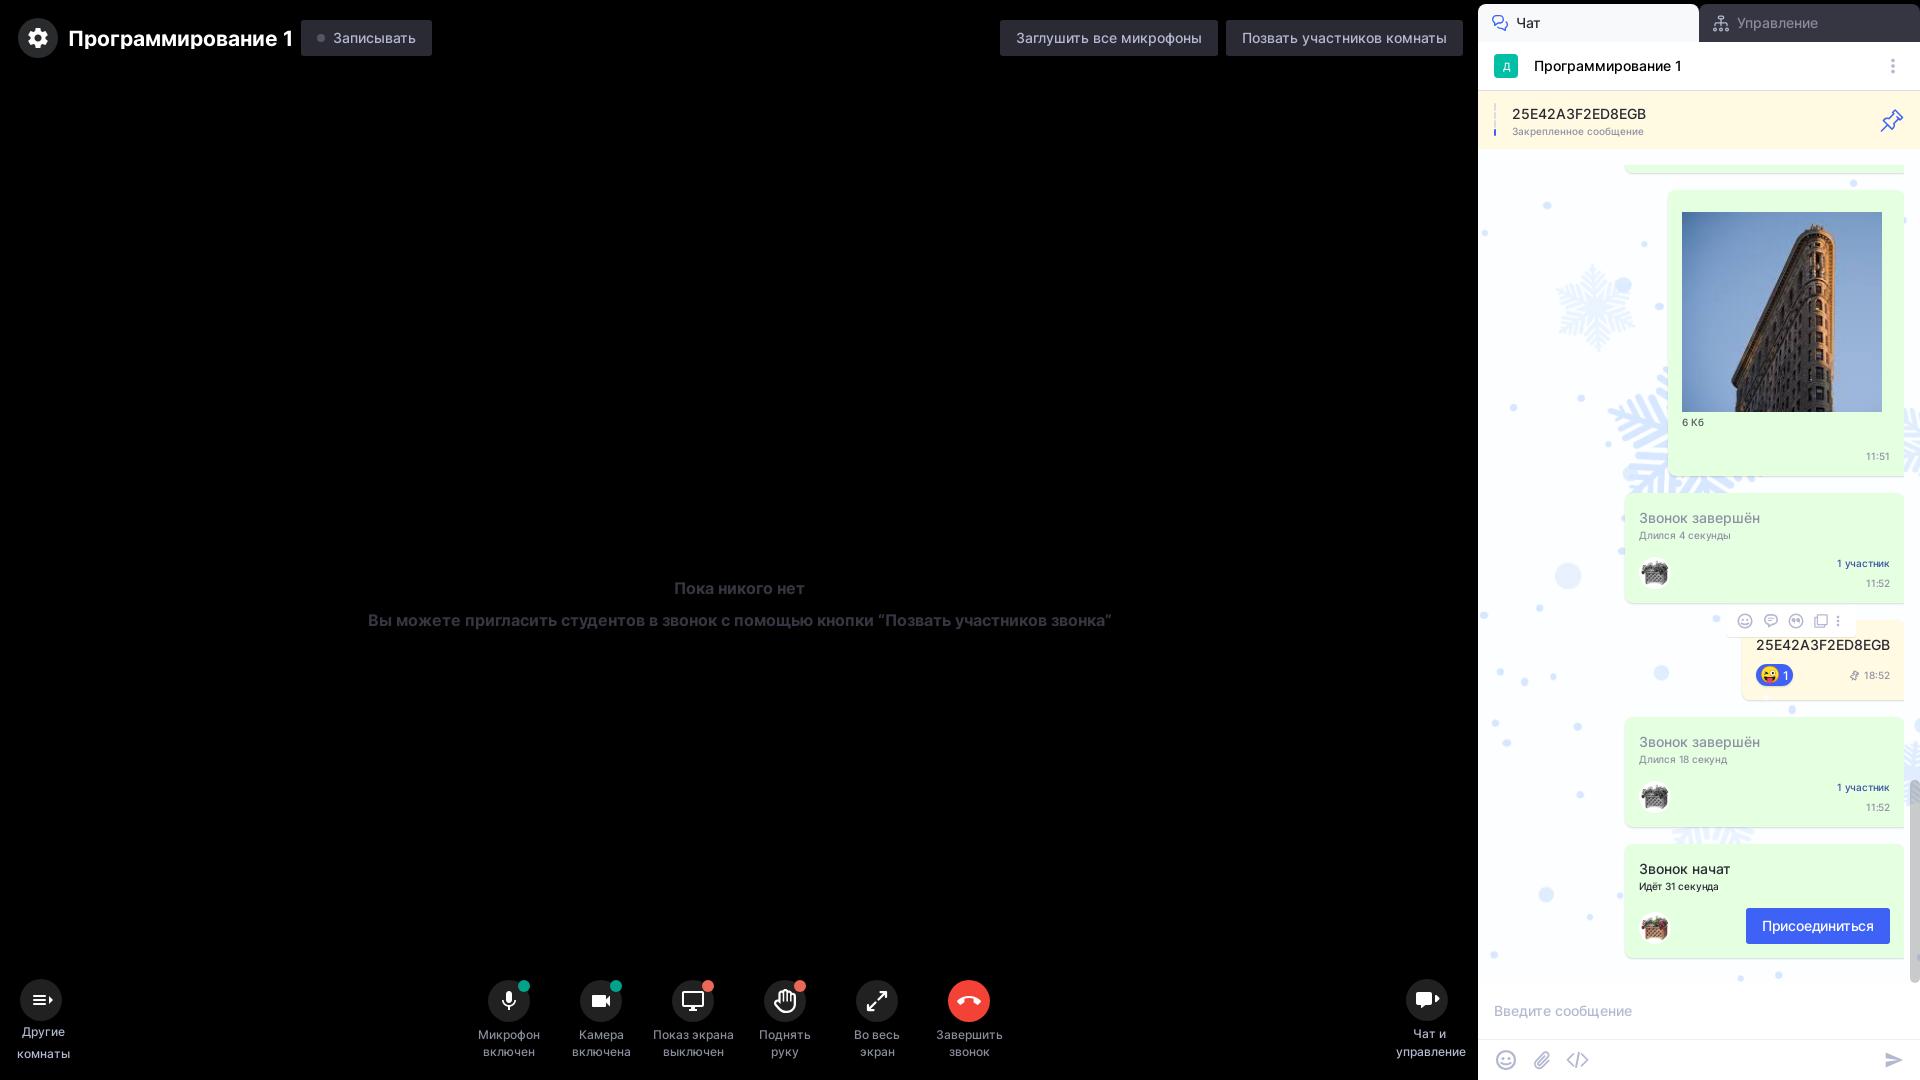 Программирование 1
Записывать
Заглушить все микрофоны
Позвать участников комнаты
Чат
Управление
Д
Программирование 1
25E42A3F2ED8EGB
Закрепленное сообщение
6 Кб
11:51
Звонок завершён
Длился 4 секунды
1 участник
11:52
25E42A3F2ED8EGB
1
18:52
Звонок завершён
Длился 18 секунд
1 участник
11:52
Звонок начат
Идёт 31 секунда
Присоединиться
Пока никого нет
Вы можете пригласить студентов в звонок с помощью кнопки “Позвать участников звонка”
Другие
комнаты
Микрофон
включен
Камера
включена
Показ экрана
выключен
Поднять
руку
Во весь
экран
Завершить
звонок
Чат и
управление
Введите сообщение